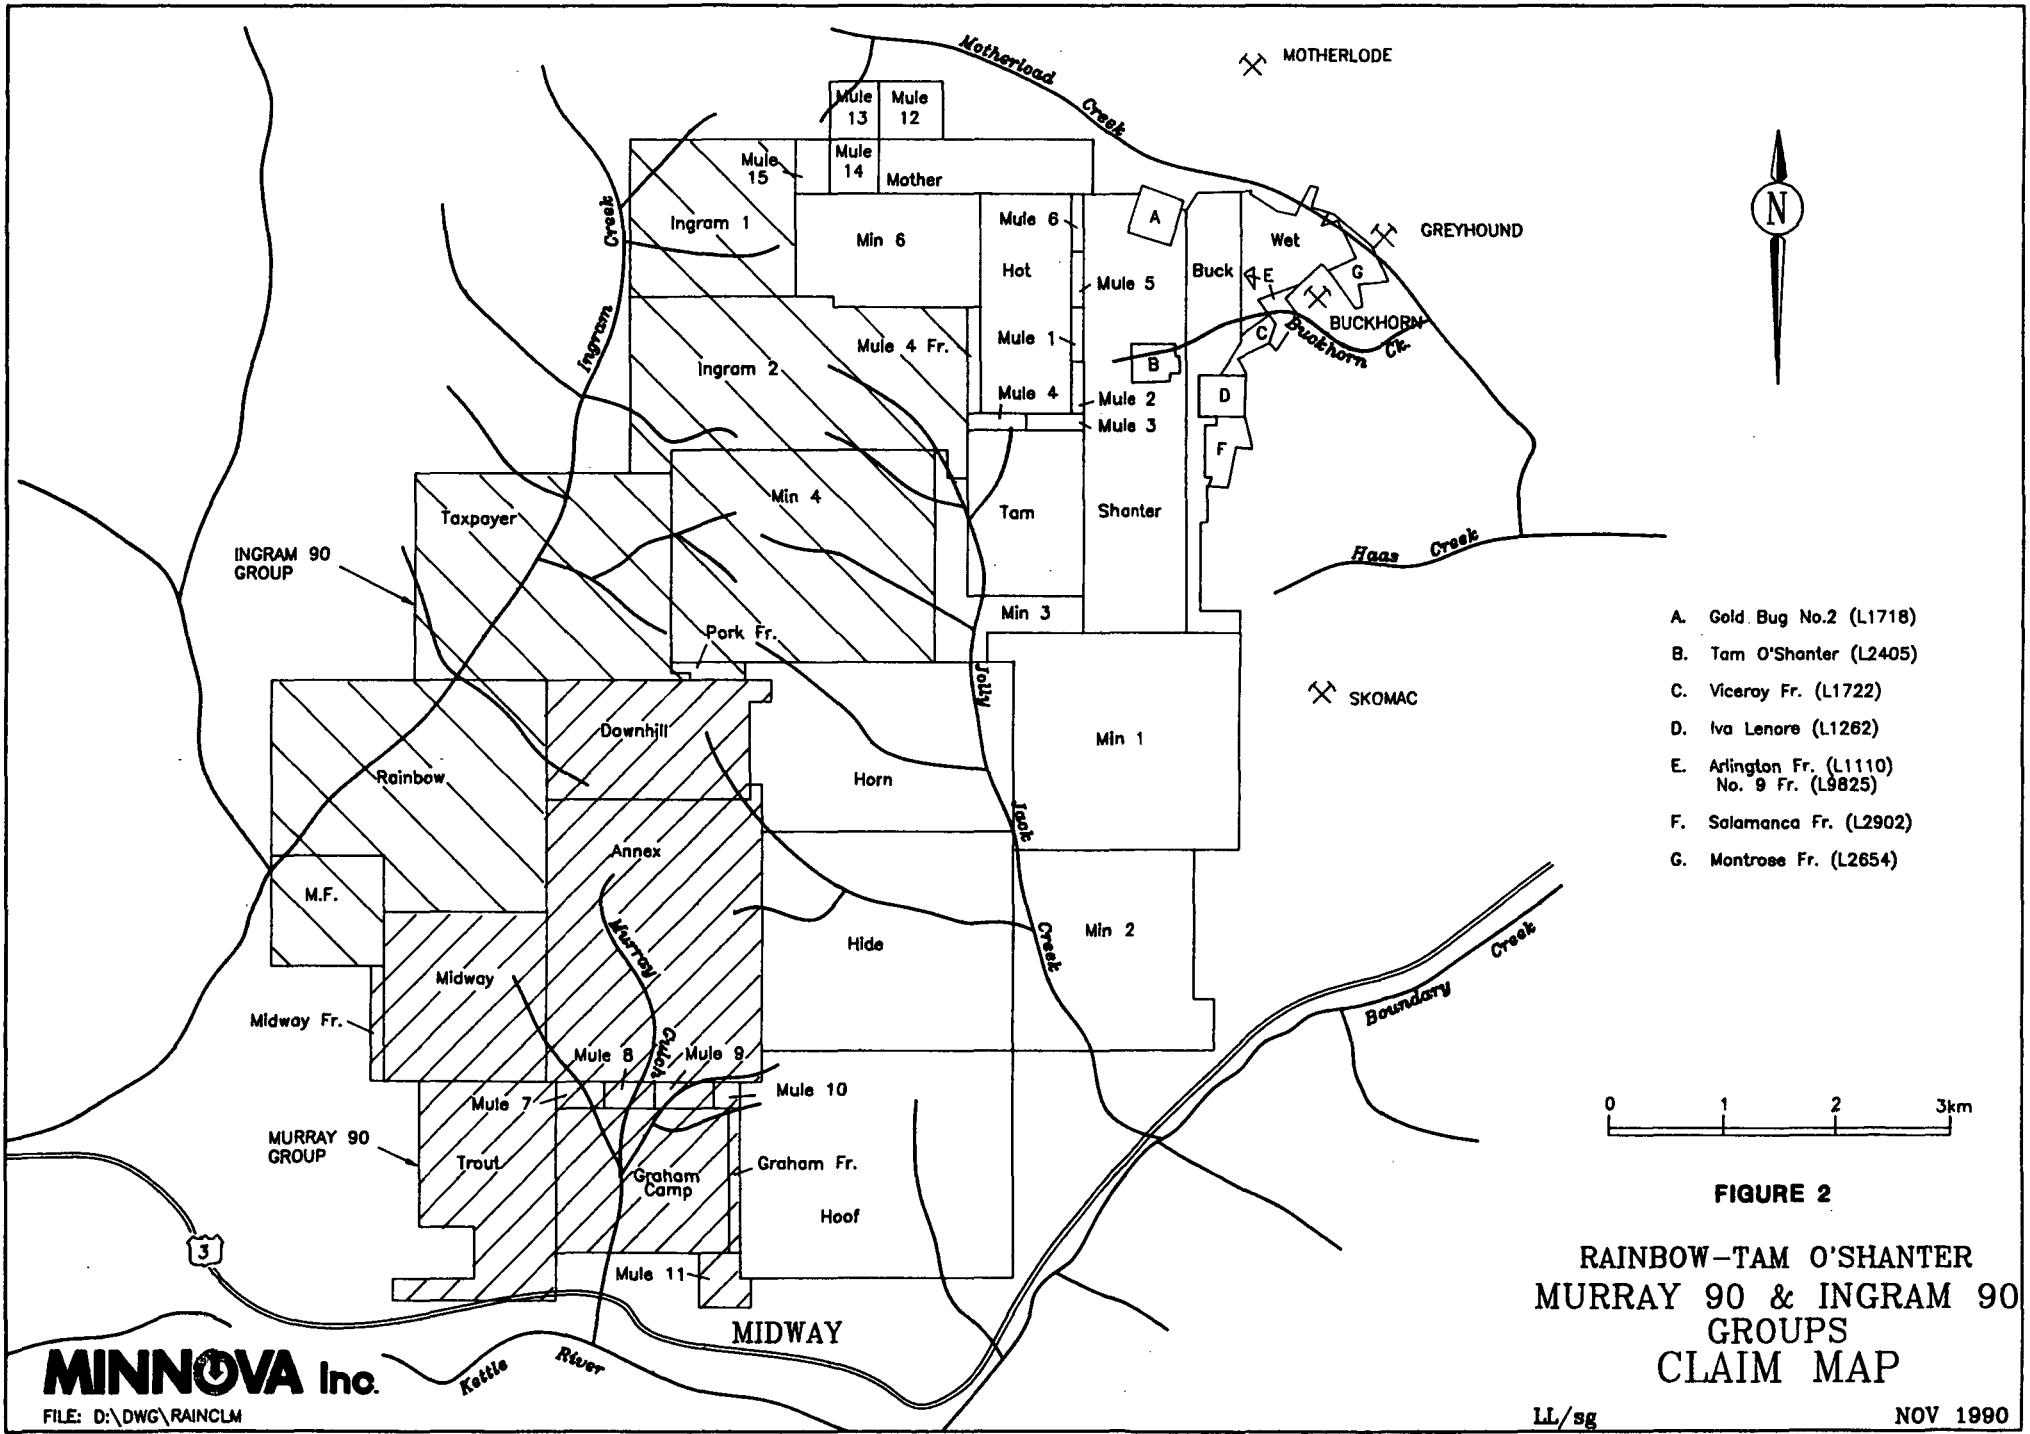 Motherload Creek
MOTHERLODE
Mule 13
Mule 12
Mule 15
Mule 14
Mother
Ingram 1
Min 6
Mule 6
Hot
Mule 5
A
Buck
Wet
E
G
GREYHOUND
BUCKHORN
Buckhorn Ck.
C
B
D
F
N
Ingram Creek
Ingram 2
Mule 4 Fr.
Mule 1
Mule 4
Mule 2
Mule 3
Min 4
Tam
Shanter
Taxpayer
INGRAM 90
GROUP
Haas Creek
Min 3
Pork Fr.
A. Gold Bug No.2 (L1718)
B. Tam O'Shanter (L2405)
C. Viceroy Fr. (L1722)
D. Iva Lenore (L1262)
E. Arlington Fr. (L1110)
No. 9 Fr. (L9825)
F. Salamanca Fr. (L2902)
G. Montrose Fr. (L2654)
Jolly Jack Creek
SKOMAC
Downhill
Min 1
Rainbow
Horn
Annex
M.F.
Murray Gulch
Hide
Min 2
Midway
Midway Fr.
Boundary Creek
Mule 8
Mule 9
Mule 7
Mule 10
MURRAY 90
GROUP
Trout
Graham
Camp
Graham Fr.
Hoof
0 1 2 3km
3
Mule 11
MIDWAY
Kettle River
FIGURE 2
RAINBOW-TAM O'SHANTER
MURRAY 90 & INGRAM 90
GROUPS
CLAIM MAP
MINNOVA Inc.
FILE: D:\DWG\RAINCLM
LL/sg
NOV 1990